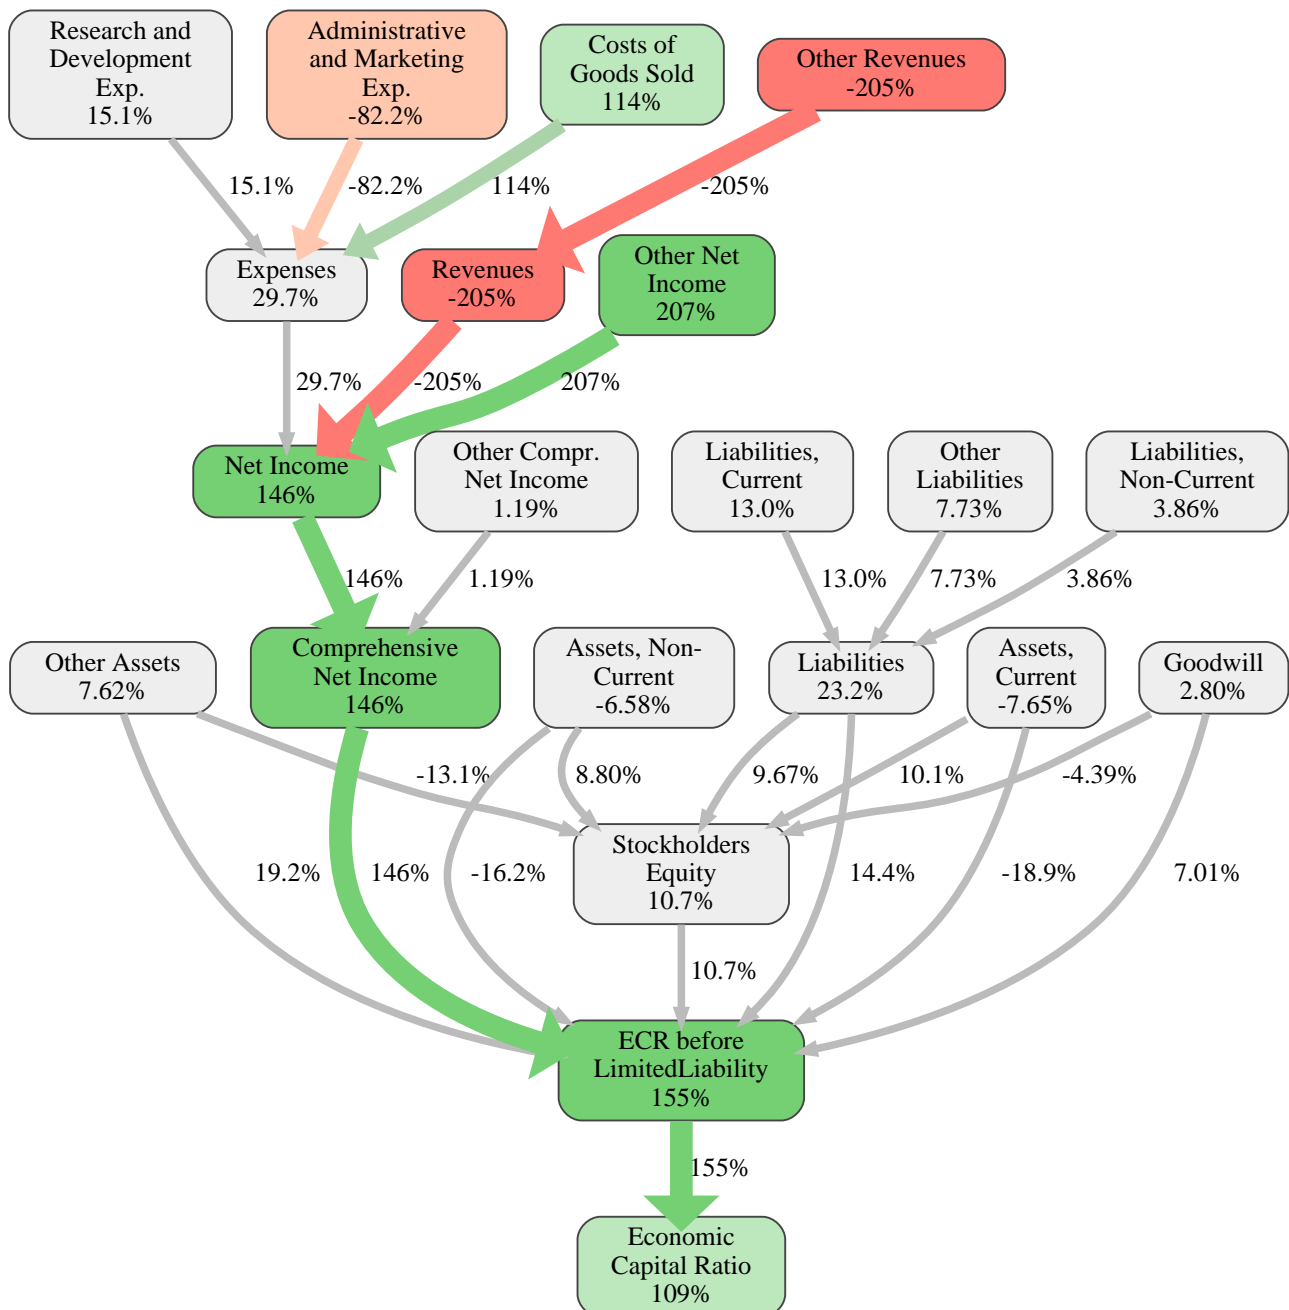 Research and
Development
Exp.
15.1%
Administrative
and Marketing
Exp.
-82.2%
Costs of
Goods Sold
114%
Other Revenues
-205%
15.1%
-82.2%
114%
-205%
Expenses
29.7%
Revenues
-205%
Other Net
Income
207%
29.7%
-205%
207%
Net Income
146%
Other Compr.
Net Income
1.19%
Liabilities,
Current
13.0%
Other
Liabilities
7.73%
Liabilities,
Non-Current
3.86%
146%
1.19%
13.0%
7.73%
3.86%
Other Assets
7.62%
Comprehensive
Net Income
146%
Assets, Non-
Current
-6.58%
Liabilities
23.2%
Assets,
Current
-7.65%
Goodwill
2.80%
-13.1%
8.80%
9.67%
10.1%
-4.39%
Stockholders
Equity
10.7%
19.2%
146%
-16.2%
14.4%
-18.9%
7.01%
10.7%
ECR before
LimitedLiability
155%
155%
Economic
Capital Ratio
109%